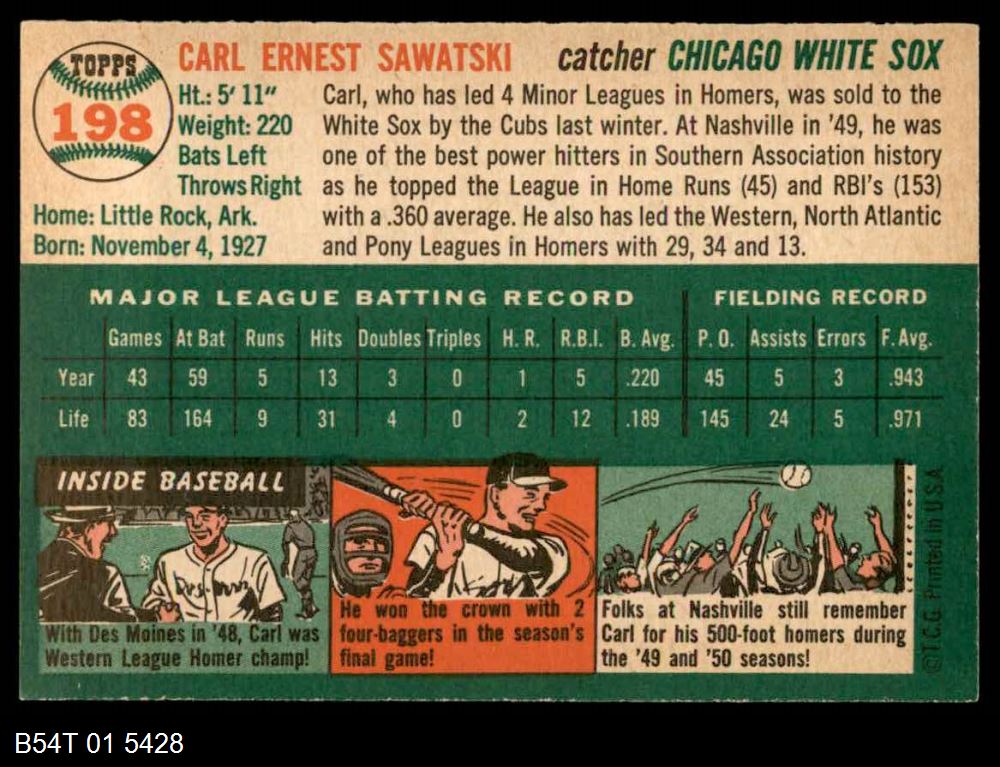 TOPPS
198
CARL ERNEST SAWATSKI catcher CHICAGO WHITE SOX
Ht.: 5' 11"
Weight: 220
Bats Left
Throws Right
Home: Little Rock, Ark.
Born: November 4, 1927
Carl, who has led 4 Minor Leagues in Homers, was sold to the
White Sox by the Cubs last winter. At Nashville in '49, he was
one of the best power hitters in Southern Association history
as he topped the League in Home Runs (45) and RBI's (153)
with a .360 average. He also has led the Western, North Atlantic
and Pony Leagues in Homers with 29, 34 and 13.
MAJOR LEAGUE BATTING RECORD FIELDING RECORD
Games At Bat Runs Hits Doubles Triples H. R. R.B.I. B. Avg. P. O. Assists Errors F. Avg.
Year 43 59 5 13 3 0 1 5 .220 45 5 3 .943
Life 83 164 9 31 4 0 2 12 .189 145 24 5 .971
INSIDE BASEBALL
Des Moines
With Des Moines in '48, Carl was
Western League Homer champ!
He won the crown with 2
four-baggers in the season's
final game!
Folks at Nashville still remember
Carl for his 500-foot homers during
the '49 and '50 seasons!
©T.C.G. Printed in U.S.A.
B54T 01 5428